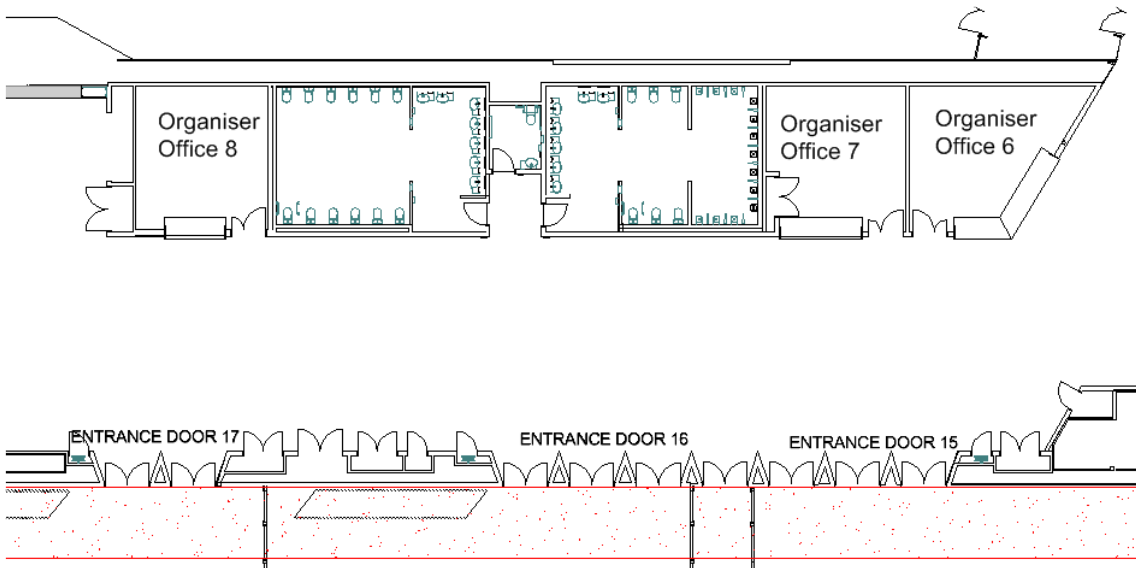 Organiser
Office 8
Organiser
Office 7
Organiser
Office 6
ENTRANCE DOOR 17
ENTRANCE DOOR 16
ENTRANCE DOOR 15